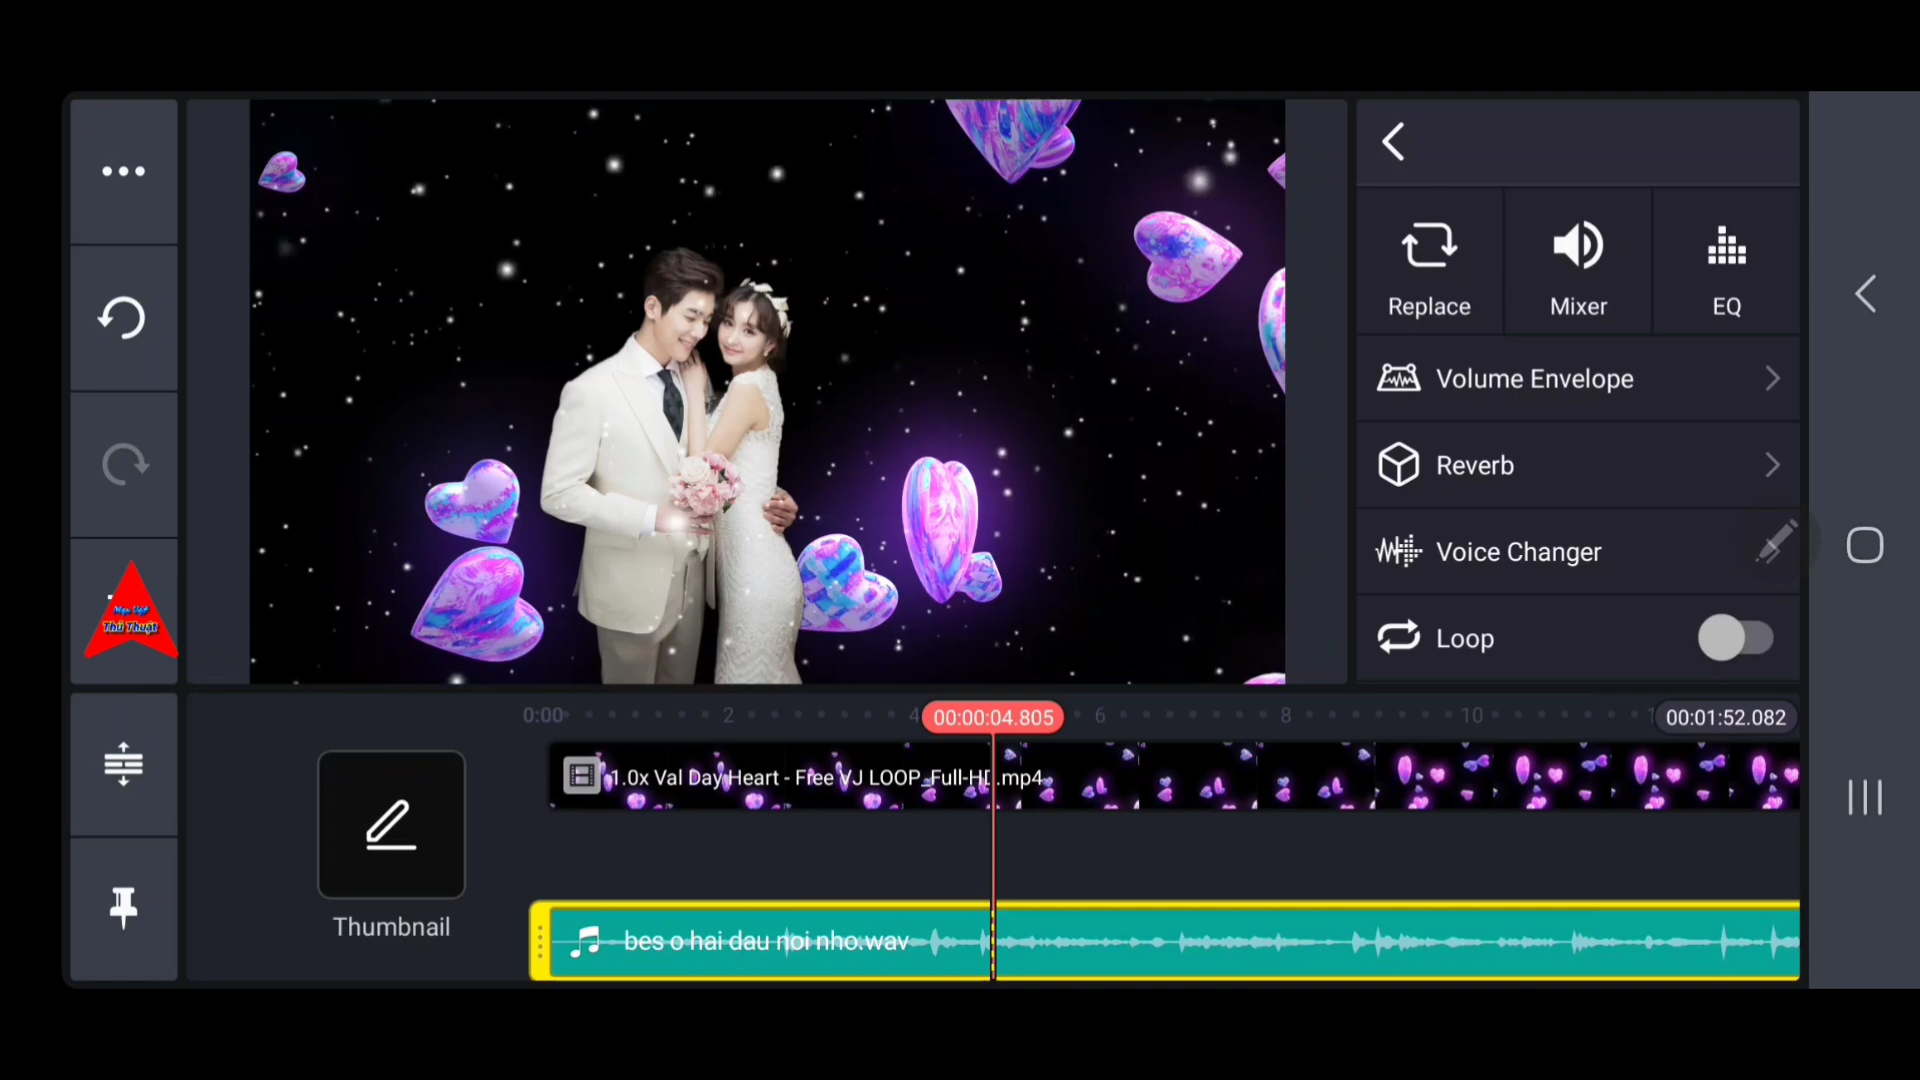 Replace
Mixer
EQ
Volume Envelope
Reverb
Voice Changer
Loop
Mẹo Vặt
Thủ Thuật
0:00
2
4
00:00:04.805
6
8
10
00:01:52.082
1.0x Val Day Heart - Free VJ LOOP_Full-HD.mp4
Thumbnail
bes o hai dau noi nho.wav